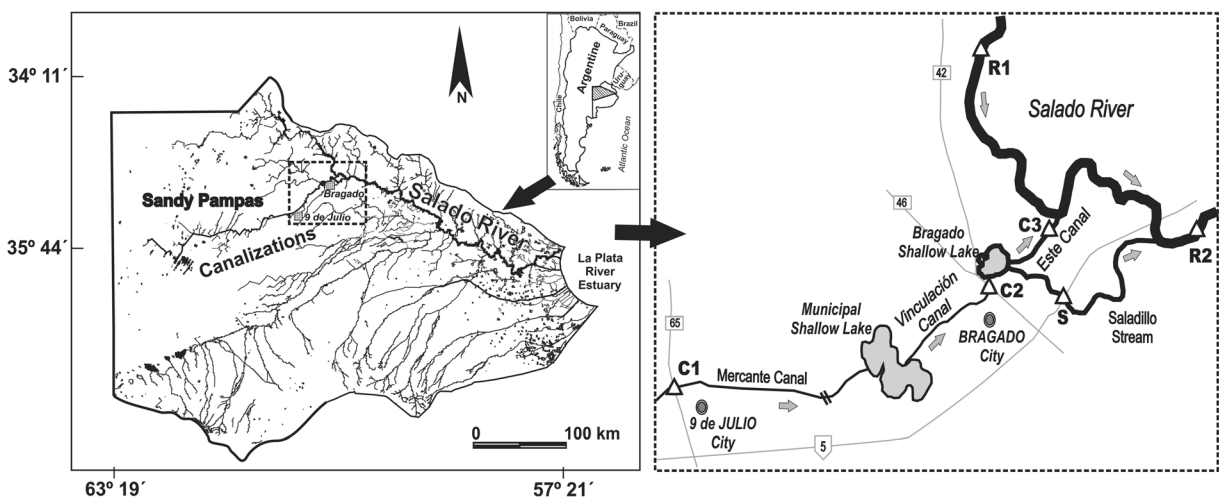 34º 11´
35º 44´
63º 19´
57º 21´
N
Sandy Pampas
Canalizations
Bragado
9 de Julio
Salado River
La Plata
River
Estuary
0
100 km
Bolivia
Brazil
Paraguay
Argentine
Uru-
guay
Chile
Atlantic Ocean
R1
42
Salado River
46
Bragado
Shallow Lake
C3
Este Canal
R2
C2
S
Saladillo
Stream
Vinculación
Canal
Municipal
Shallow Lake
BRAGADO
City
65
C1
Mercante Canal
9 de JULIO
City
5